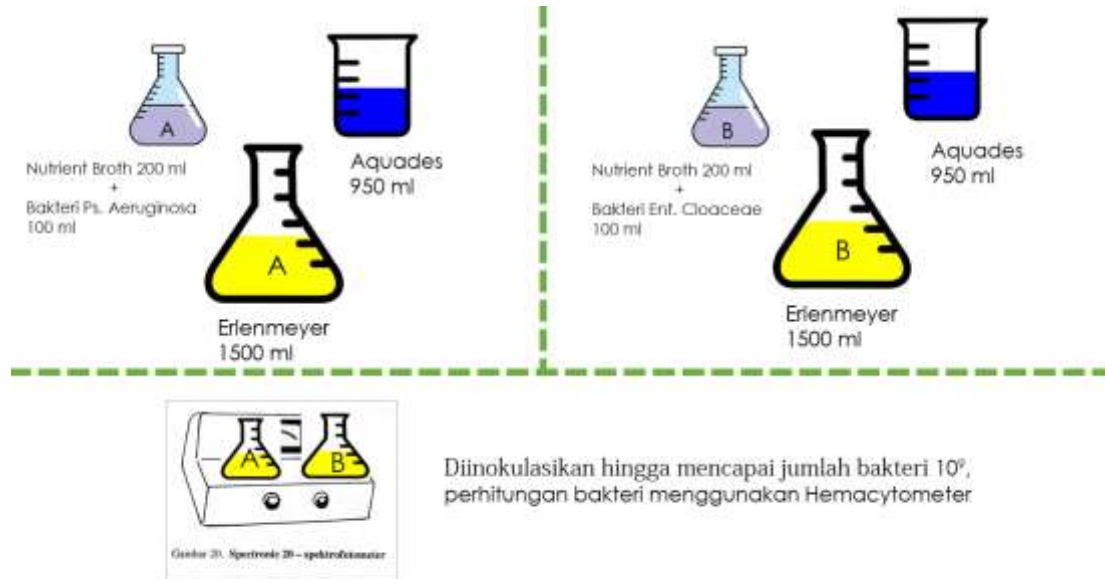 A
Nutrient Broth 200 ml
+
Bakteri Ps. Aeruginosa
100 ml
Aquades
950 ml
A
Erlenmeyer
1500 ml
B
Nutrient Broth 200 ml
+
Bakteri Ent. Cloaceae
100 ml
Aquades
950 ml
B
Erlenmeyer
1500 ml
A
B
Gambar 20. Spectronic 20 – spektrofotometer
Diinokulasikan hingga mencapai jumlah bakteri 10⁹,
perhitungan bakteri menggunakan Hemacytometer